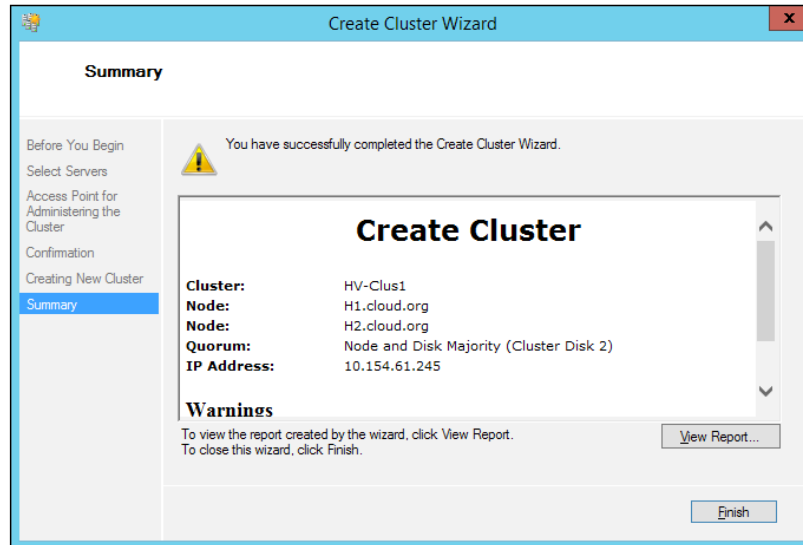 Create Cluster Wizard
x
Summary
Before You Begin
Select Servers
Access Point for
Administering the
Cluster
Confirmation
Creating New Cluster
Summary
You have successfully completed the Create Cluster Wizard.
Create Cluster
Cluster: HV-Clus1
Node: H1.cloud.org
Node: H2.cloud.org
Quorum: Node and Disk Majority (Cluster Disk 2)
IP Address: 10.154.61.245
Warnings
To view the report created by the wizard, click View Report.
To close this wizard, click Finish.
View Report...
Finish